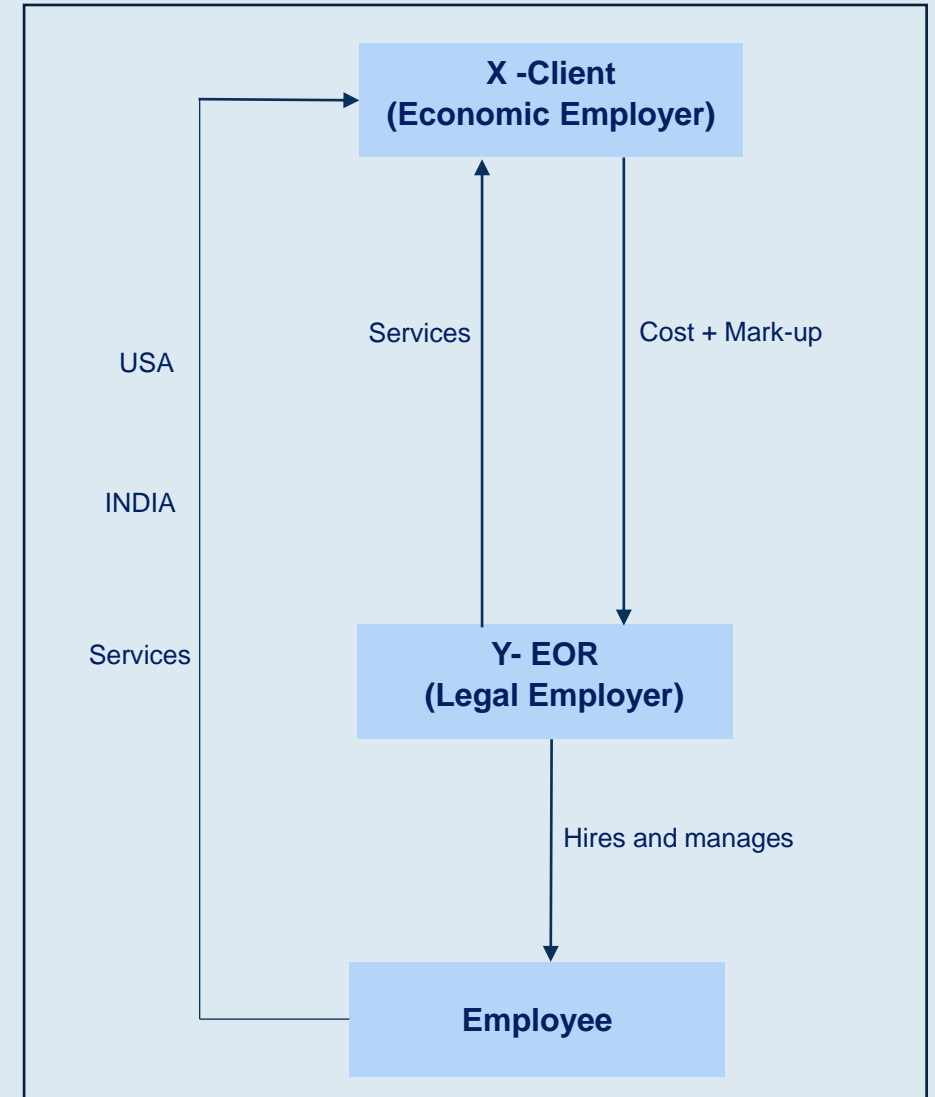 X -Client
(Economic Employer)
Services
Cost + Mark-up
USA
INDIA
Services
Y- EOR
(Legal Employer)
Hires and manages
Employee